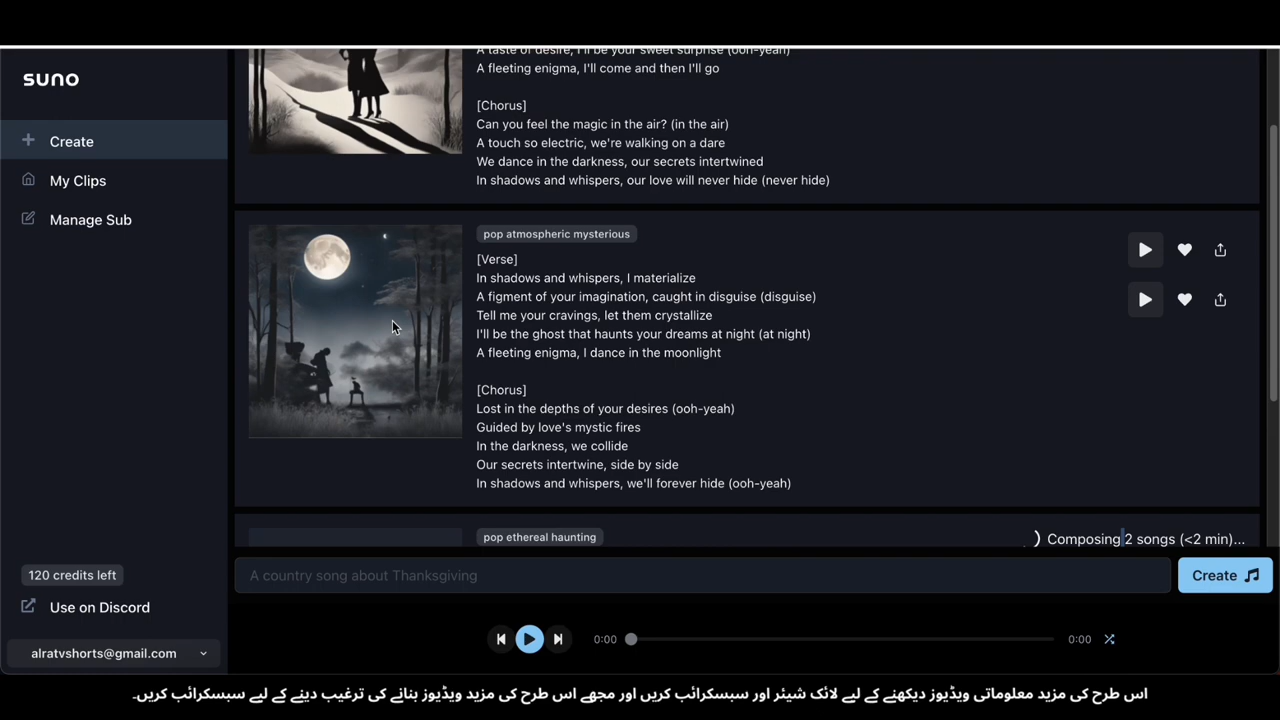 suno
Create
My Clips
Manage Sub
120 credits left
Use on Discord
alratvshorts@gmail.com
A taste of desire, I'll be your sweet surprise (ooh-yeah)
A fleeting enigma, I'll come and then I'll go
[Chorus]
Can you feel the magic in the air? (in the air)
A touch so electric, we're walking on a dare
We dance in the darkness, our secrets intertwined
In shadows and whispers, our love will never hide (never hide)
pop atmospheric mysterious
[Verse]
In shadows and whispers, I materialize
A figment of your imagination, caught in disguise (disguise)
Tell me your cravings, let them crystallize
I'll be the ghost that haunts your dreams at night (at night)
A fleeting enigma, I dance in the moonlight
[Chorus]
Lost in the depths of your desires (ooh-yeah)
Guided by love's mystic fires
In the darkness, we collide
Our secrets intertwine, side by side
In shadows and whispers, we'll forever hide (ooh-yeah)
pop ethereal haunting
Composing 2 songs (<2 min)...
A country song about Thanksgiving
Create
0:00
0:00
اس طرح کی مزید معلوماتی ویڈیوز دیکھنے کے لیے لائک شیئر اور سبسکرائب کریں اور مجھے اس طرح کی مزید ویڈیوز بنانے کی ترغیب دینے کے لیے سبسکرائب کریں۔